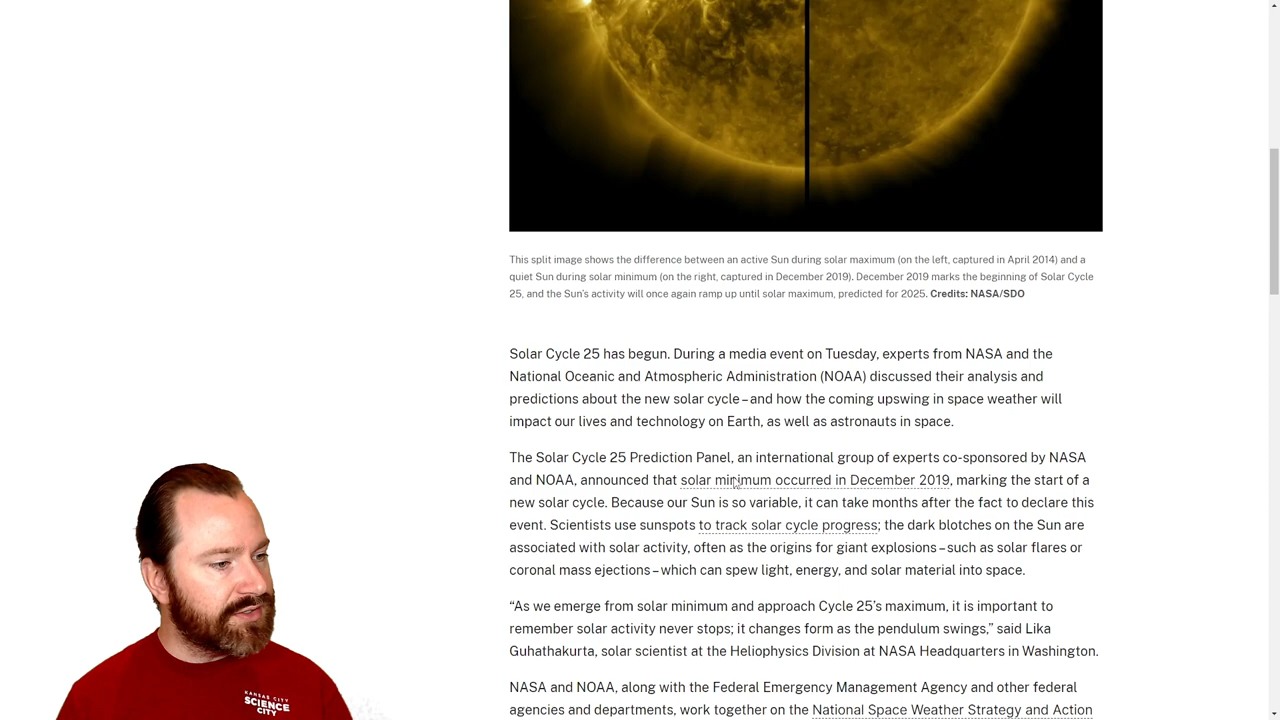 This split image shows the difference between an active Sun during solar maximum (on the left, captured in April 2014) and a
quiet Sun during solar minimum (on the right, captured in December 2019). December 2019 marks the beginning of Solar Cycle
25, and the Sun’s activity will once again ramp up until solar maximum, predicted for 2025. Credits: NASA/SDO
Solar Cycle 25 has begun. During a media event on Tuesday, experts from NASA and the
National Oceanic and Atmospheric Administration (NOAA) discussed their analysis and
predictions about the new solar cycle – and how the coming upswing in space weather will
impact our lives and technology on Earth, as well as astronauts in space.
The Solar Cycle 25 Prediction Panel, an international group of experts co-sponsored by NASA
and NOAA, announced that solar minimum occurred in December 2019, marking the start of a
new solar cycle. Because our Sun is so variable, it can take months after the fact to declare this
event. Scientists use sunspots to track solar cycle progress; the dark blotches on the Sun are
associated with solar activity, often as the origins for giant explosions – such as solar flares or
coronal mass ejections – which can spew light, energy, and solar material into space.
“As we emerge from solar minimum and approach Cycle 25’s maximum, it is important to
remember solar activity never stops; it changes form as the pendulum swings,” said Lika
Guhathakurta, solar scientist at the Heliophysics Division at NASA Headquarters in Washington.
NASA and NOAA, along with the Federal Emergency Management Agency and other federal
agencies and departments, work together on the National Space Weather Strategy and Action
KANSAS CITY
SCIENCE
CITY